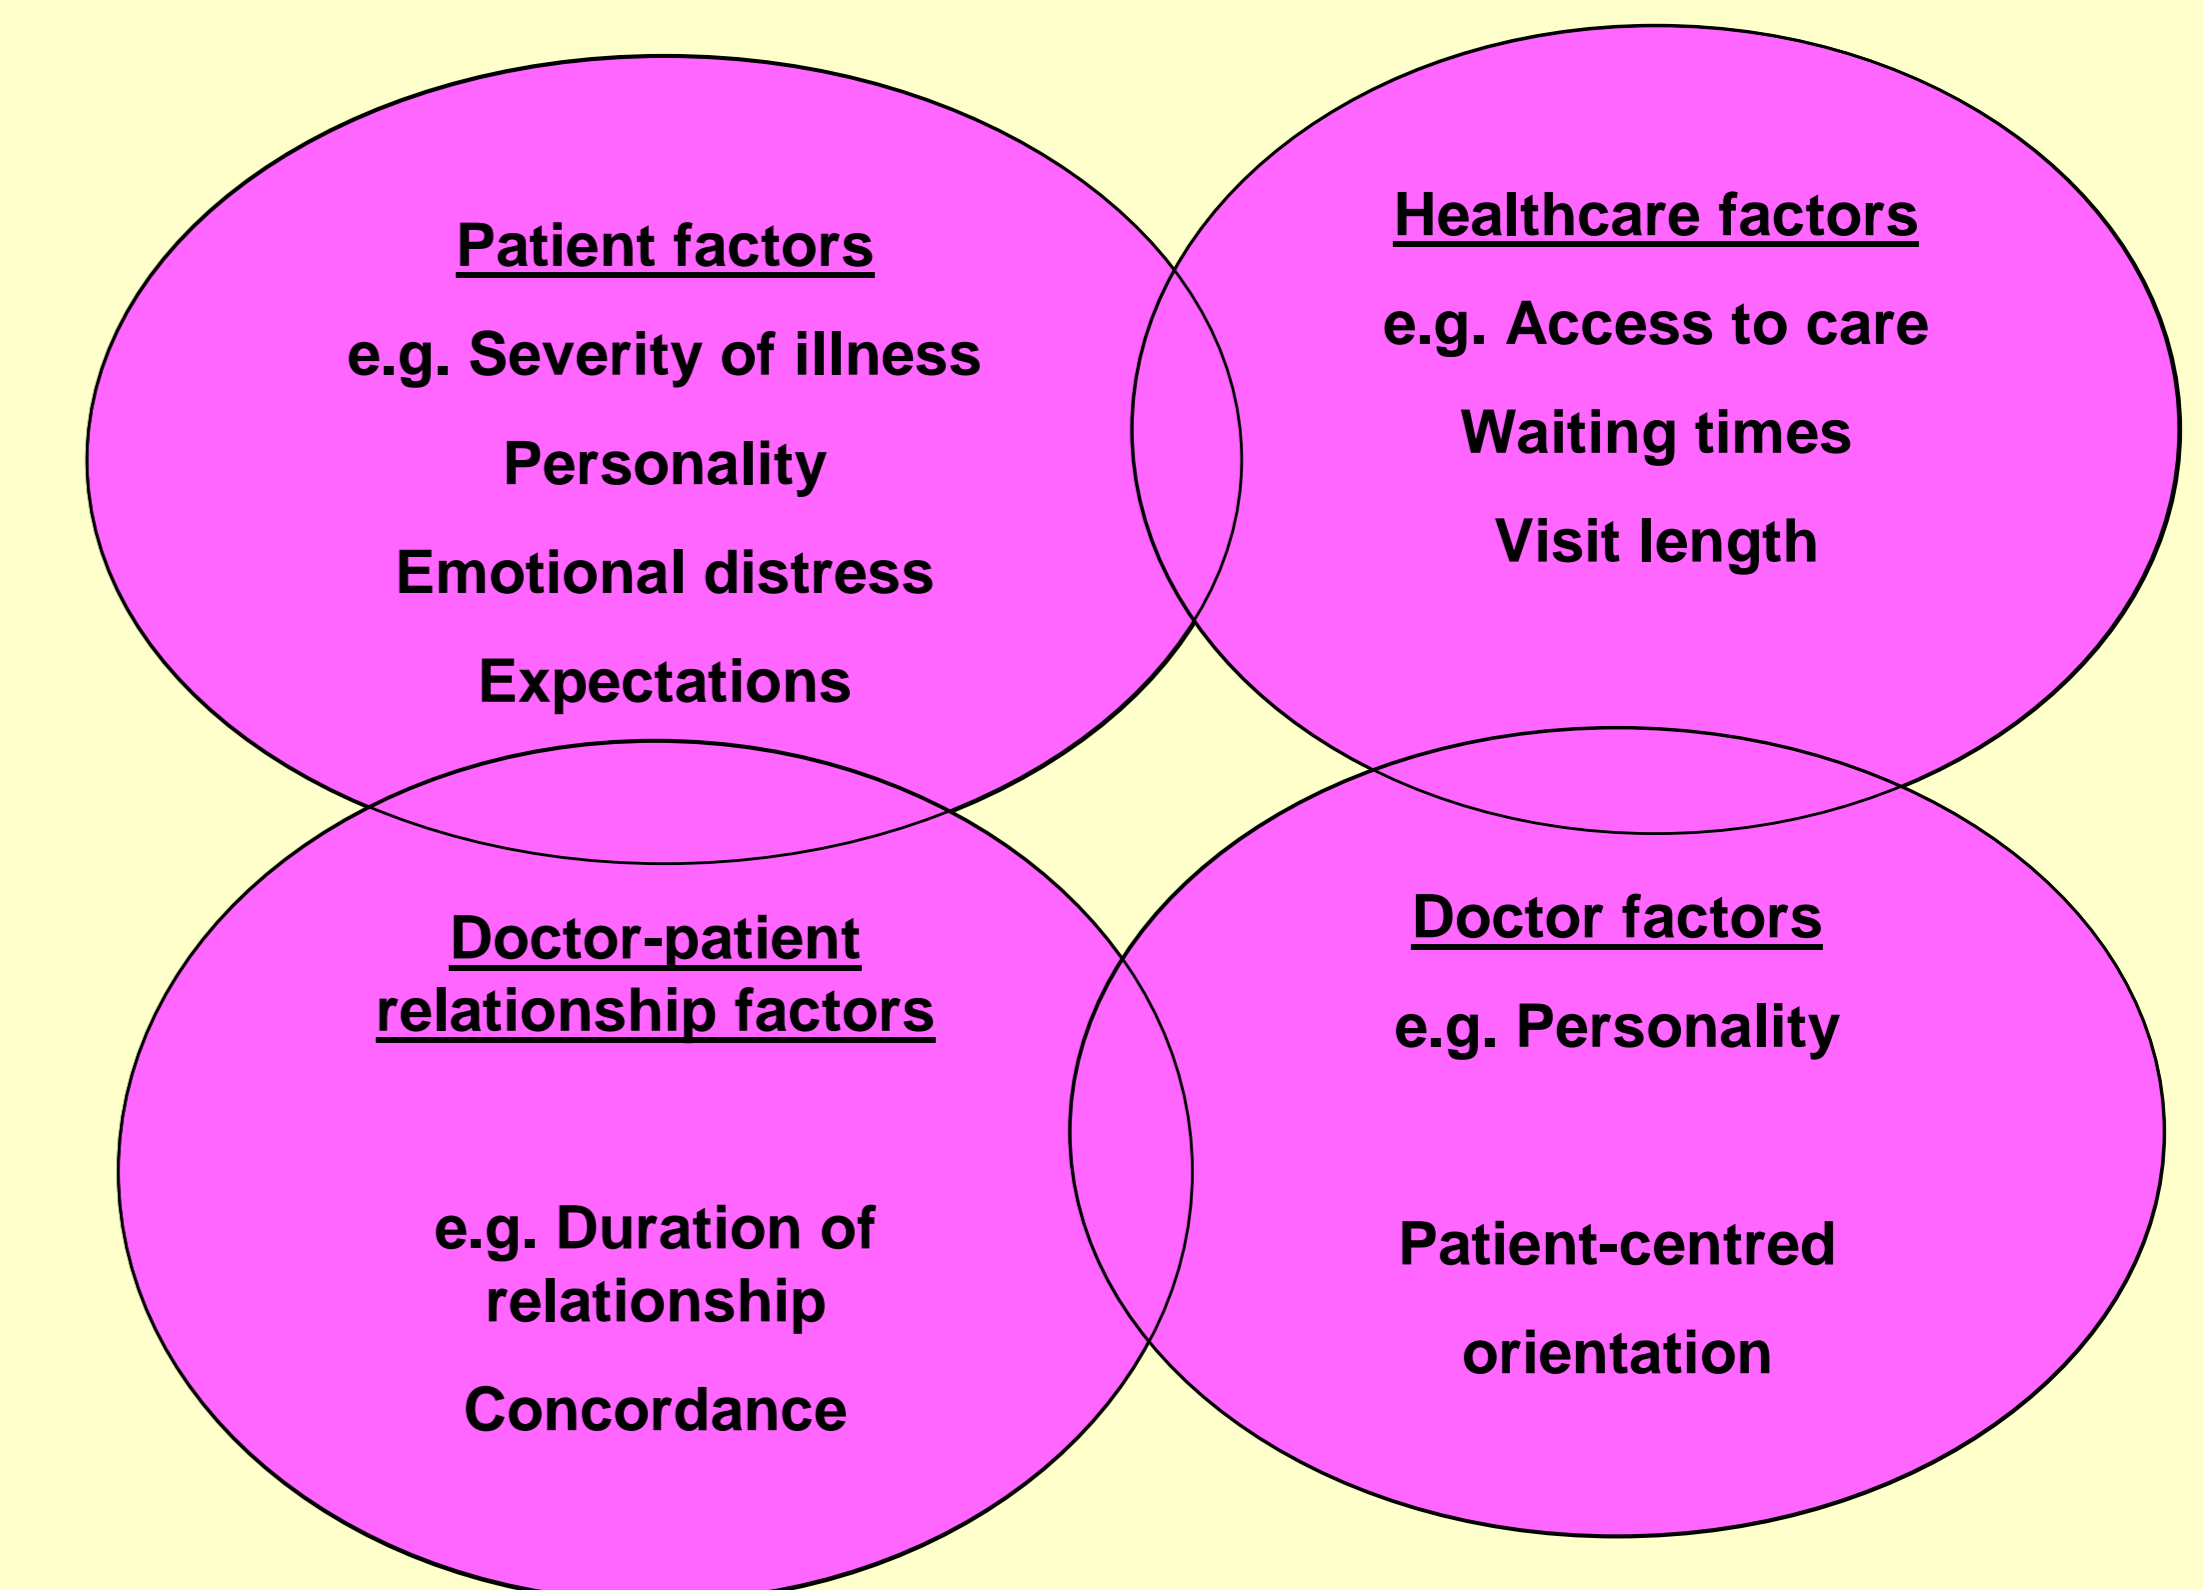 Patient factors
e.g. Severity of illness
Personality
Emotional distress
Expectations
Healthcare factors
e.g. Access to care
Waiting times
Visit length
Doctor-patient
relationship factors
e.g. Duration of
relationship
Concordance
Doctor factors
e.g. Personality
Patient-centred
orientation